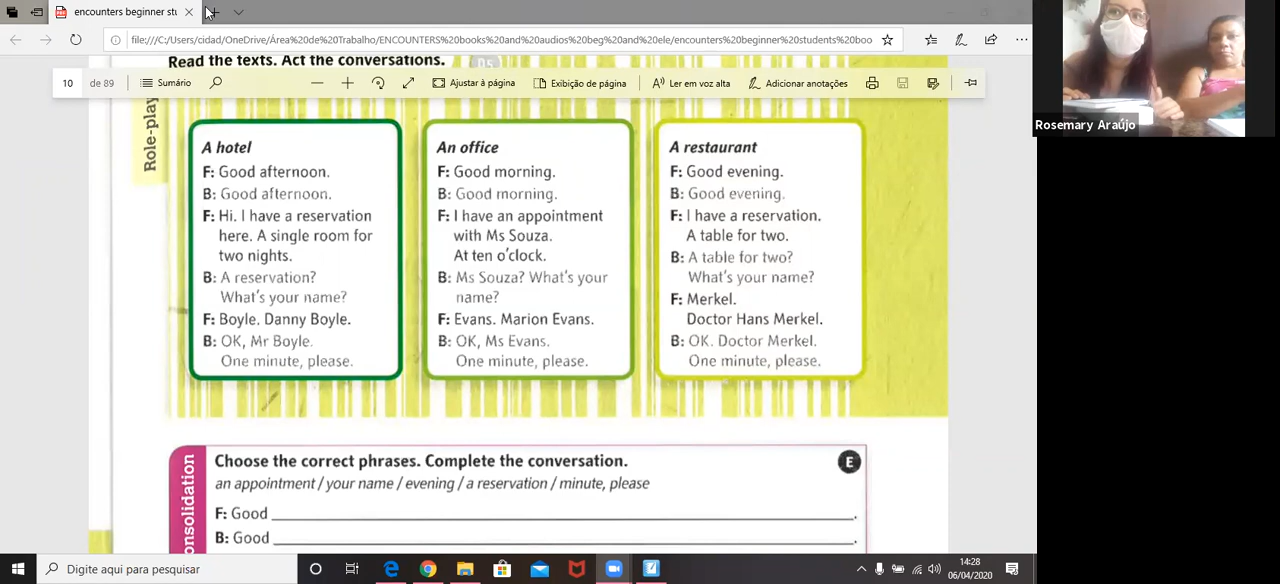 encounters beginner stu
file:///C:/Users/cidad/OneDrive/Área%20de%20Trabalho/ENCOUNTERS%20books%20and%20audios%20beg%20and%20ele/encounters%20beginner%20students%20boo
Read the texts. Act the conversations.
10 de 89 Sumário Ajustar à página Exibição de página Ler em voz alta Adicionar anotações
Rosemary Araújo
Role-play
A hotel
F: Good afternoon.
B: Good afternoon.
F: Hi. I have a reservation
here. A single room for
two nights.
B: A reservation?
What's your name?
F: Boyle. Danny Boyle.
B: OK, Mr Boyle.
One minute, please.
An office
F: Good morning.
B: Good morning.
F: I have an appointment
with Ms Souza.
At ten o'clock.
B: Ms Souza? What's your
name?
F: Evans. Marion Evans.
B: OK, Ms Evans.
One minute, please.
A restaurant
F: Good evening.
B: Good evening.
F: I have a reservation.
A table for two.
B: A table for two?
What's your name?
F: Merkel.
Doctor Hans Merkel.
B: OK. Doctor Merkel.
One minute, please.
onsolidation
Choose the correct phrases. Complete the conversation.
E
an appointment / your name / evening / a reservation / minute, please
F: Good ___.
B: Good ___.
Digite aqui para pesquisar
14:28
06/04/2020